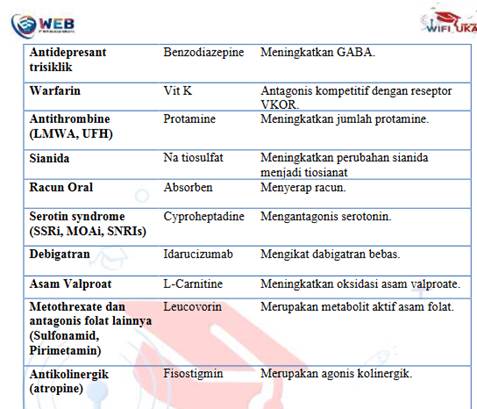 WEB
WIFI_UKA
Antidepresant trisiklik Benzodiazepine Meningkatkan GABA.
Warfarin Vit K Antagonis kompetitif dengan reseptor VKOR.
Antithrombine (LMWA, UFH) Protamine Meningkatkan jumlah protamine.
Sianida Na tiosulfat Meningkatkan perubahan sianida menjadi tiosianat
Racun Oral Absorben Menyerap racun.
Serotin syndrome (SSRi, MOAi, SNRIs) Cyproheptadine Mengantagonis serotonin.
Debigatran Idarucizumab Mengikat dabigatran bebas.
Asam Valproat L-Carnitine Meningkatkan oksidasi asam valproate.
Metothrexate dan antagonis folat lainnya (Sulfonamid, Pirimetamin) Leucovorin Merupakan metabolit aktif asam folat.
Antikolinergik (atropine) Fisostigmin Merupakan agonis kolinergik.